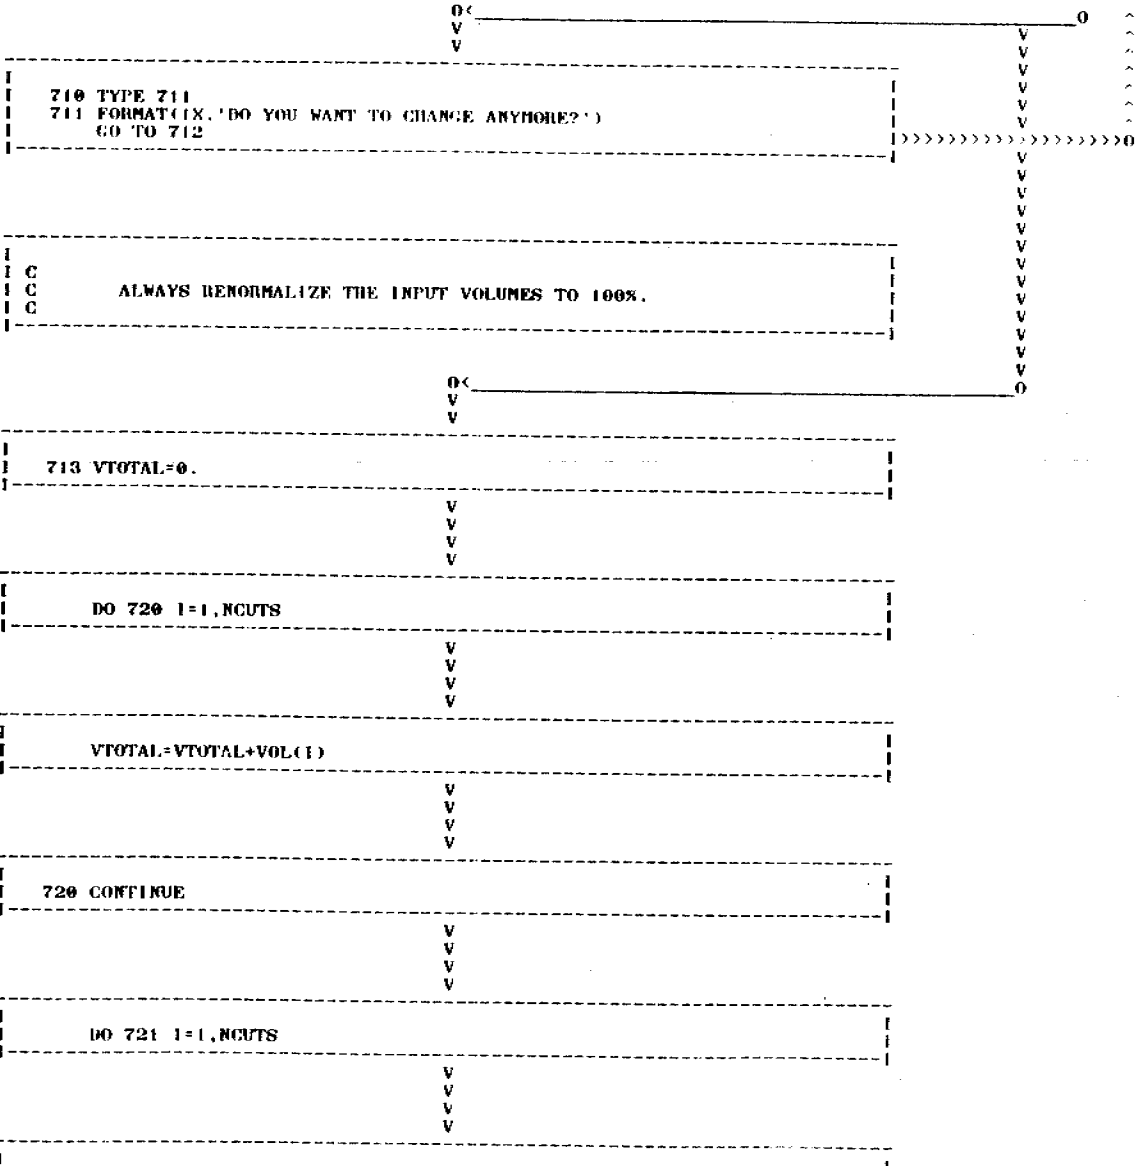 710 TYPE 711
711 FORMAT(1X,'DO YOU WANT TO CHANGE ANYMORE?')
GO TO 712
C
C ALWAYS RENORMALIZE THE INPUT VOLUMES TO 100%.
C
713 VTOTAL=0.
DO 720 I=1,NCUTS
VTOTAL=VTOTAL+VOL(I)
720 CONTINUE
DO 721 I=1,NCUTS